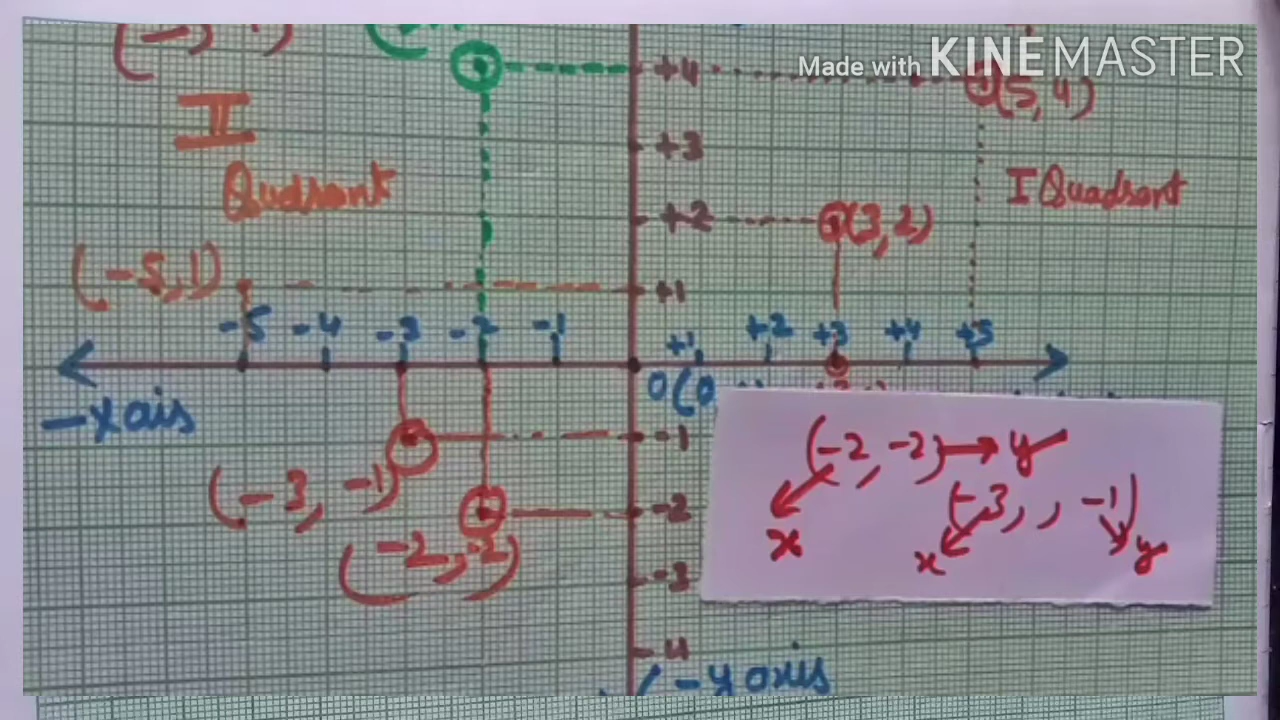 Made with KINEMASTER
+4
(5,4)
II
+3
Quadrant
I Quadrant
+2
(3,2)
(-5,1)
+1
-5 -4 -3 -2 -1
+1 +2 +3 +4 +5
-x ais
0(0
-1
(-3, -1)
-2
(-2,-2)
-3
-4
-y axis
(-2,-2) → y
x
(-3, , -1)
x
y